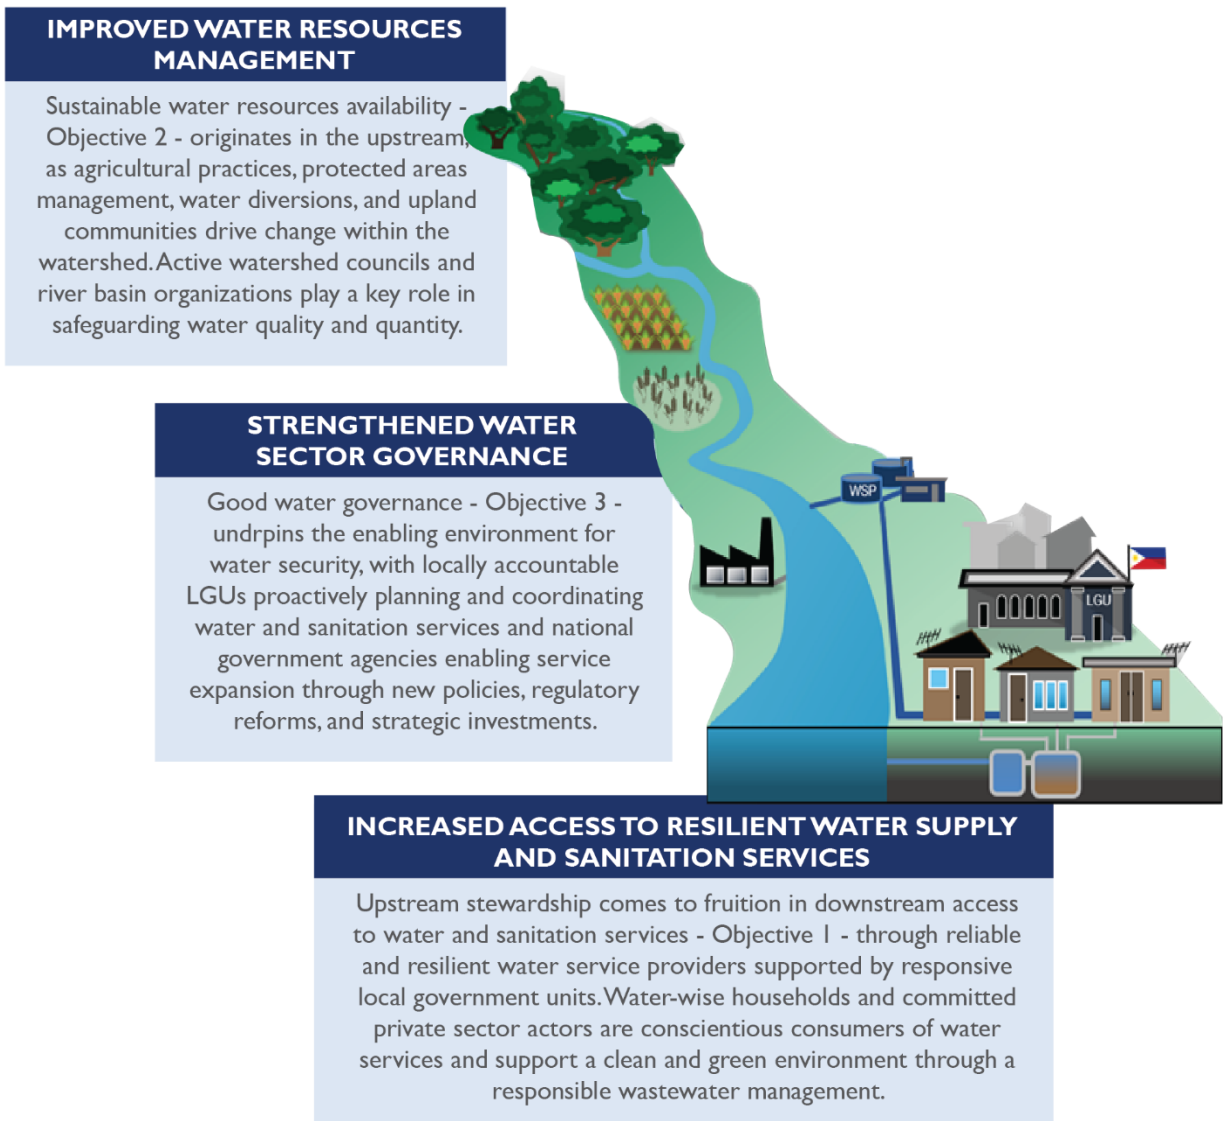 IMPROVED WATER RESOURCES
MANAGEMENT
Sustainable water resources availability -
Objective 2 - originates in the upstream,
as agricultural practices, protected areas
management, water diversions, and upland
communities drive change within the
watershed. Active watershed councils and
river basin organizations play a key role in
safeguarding water quality and quantity.
STRENGTHENED WATER
SECTOR GOVERNANCE
Good water governance - Objective 3 -
undrpins the enabling environment for
water security, with locally accountable
LGUs proactively planning and coordinating
water and sanitation services and national
government agencies enabling service
expansion through new policies, regulatory
reforms, and strategic investments.
WSP
LGU
INCREASED ACCESS TO RESILIENT WATER SUPPLY
AND SANITATION SERVICES
Upstream stewardship comes to fruition in downstream access
to water and sanitation services - Objective 1 - through reliable
and resilient water service providers supported by responsive
local government units. Water-wise households and committed
private sector actors are conscientious consumers of water
services and support a clean and green environment through a
responsible wastewater management.